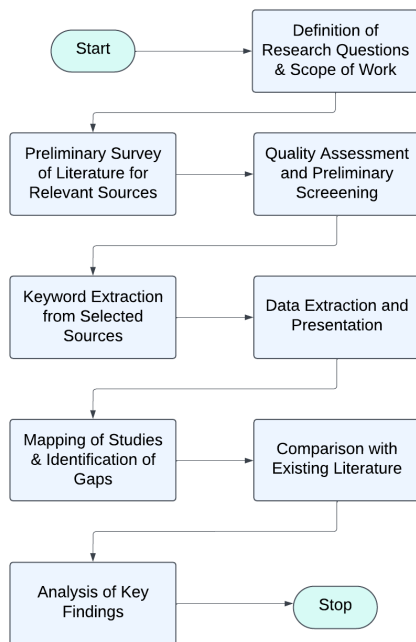 Start
Definition of
Research Questions
& Scope of Work
Preliminary Survey
of Literature for
Relevant Sources
Quality Assessment
and Preliminary
Screeening
Keyword Extraction
from Selected
Sources
Data Extraction and
Presentation
Mapping of Studies
& Identification of
Gaps
Comparison with
Existing Literature
Analysis of Key
Findings
Stop